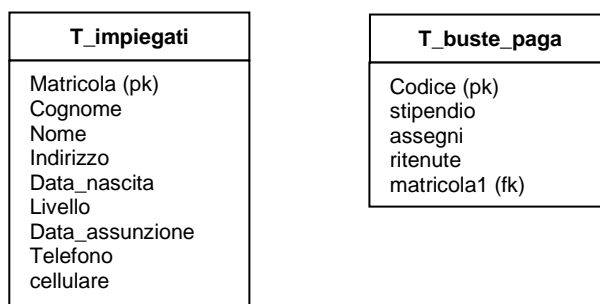 T_impiegati
Matricola (pk)
Cognome
Nome
Indirizzo
Data_nascita
Livello
Data_assunzione
Telefono
cellulare
T_buste_paga
Codice (pk)
stipendio
assegni
ritenute
matricola1 (fk)